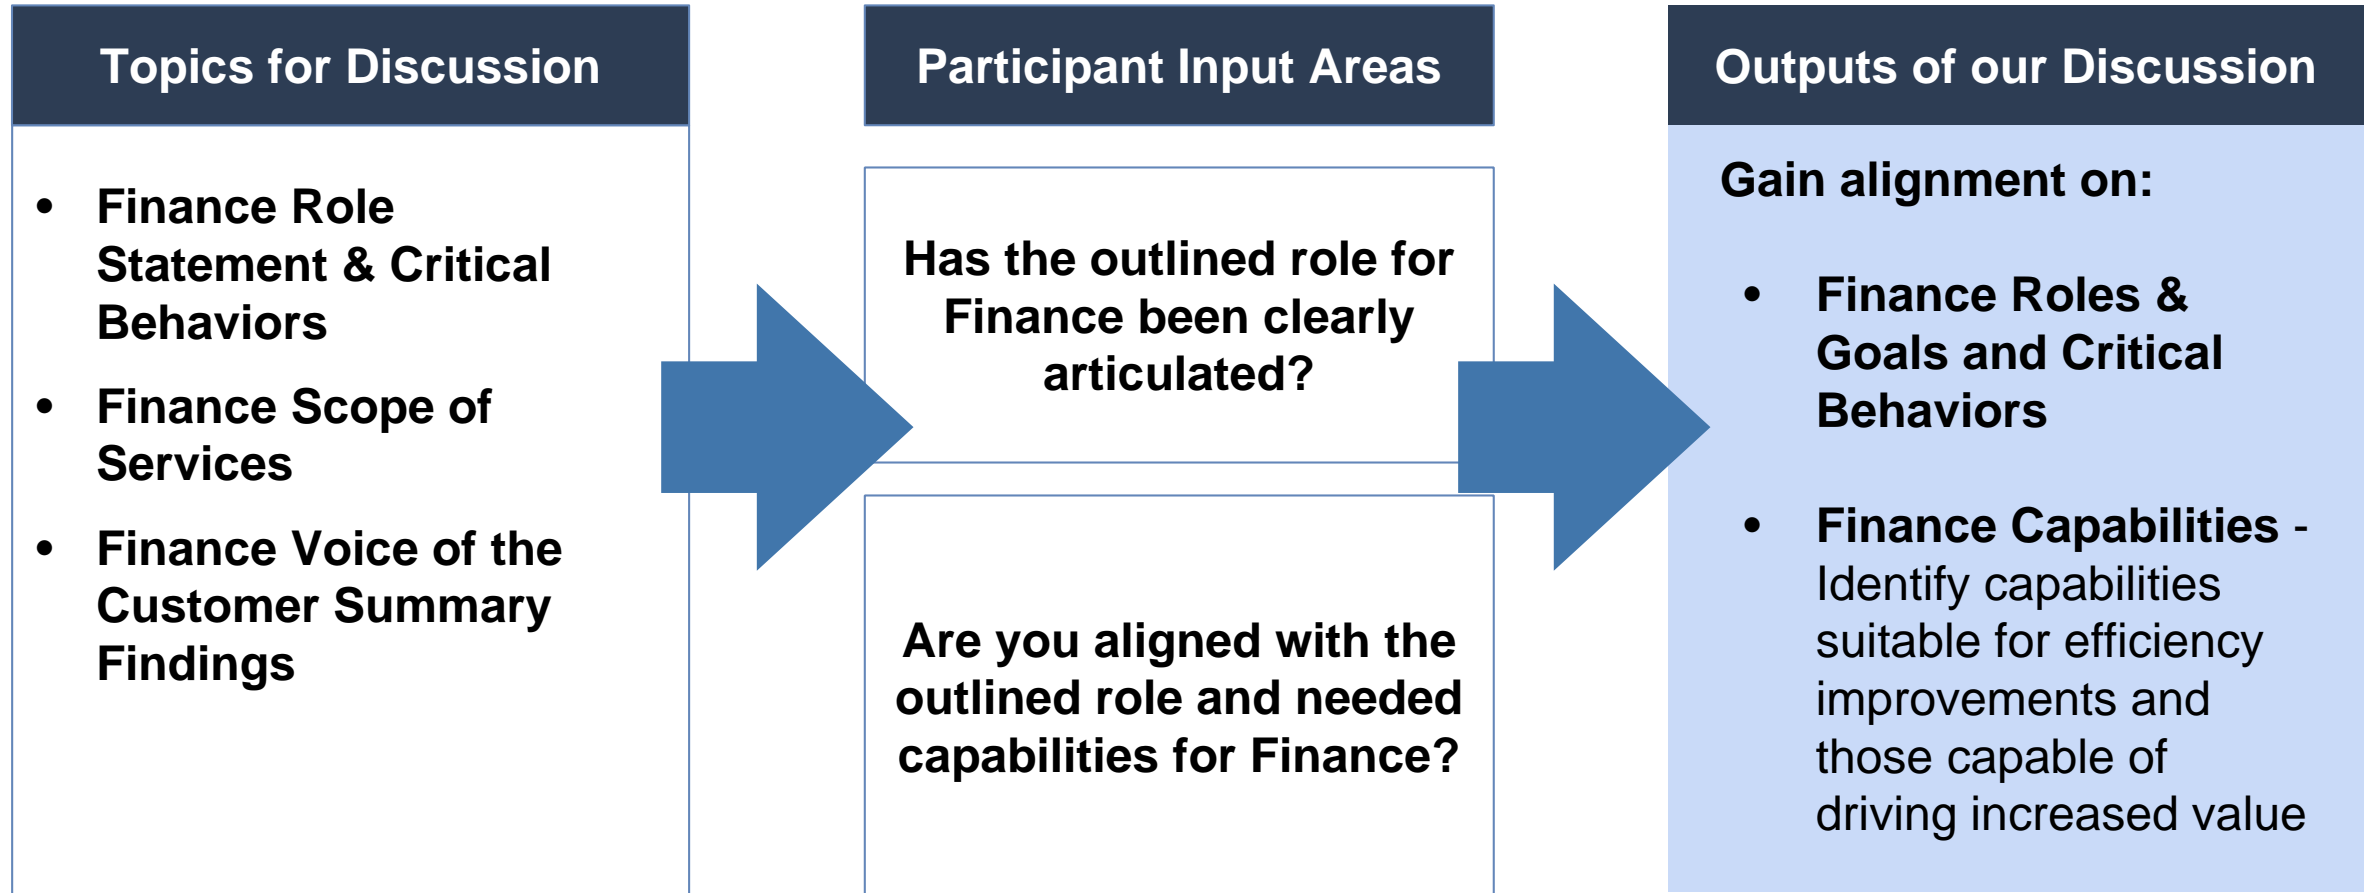 Topics for Discussion
• Finance Role
Statement & Critical
Behaviors
• Finance Scope of
Services
• Finance Voice of the
Customer Summary
Findings
Participant Input Areas
Has the outlined role for
Finance been clearly
articulated?
Are you aligned with the
outlined role and needed
capabilities for Finance?
Outputs of our Discussion
Gain alignment on:
• Finance Roles &
Goals and Critical
Behaviors
• Finance Capabilities -
Identify capabilities
suitable for efficiency
improvements and
those capable of
driving increased value